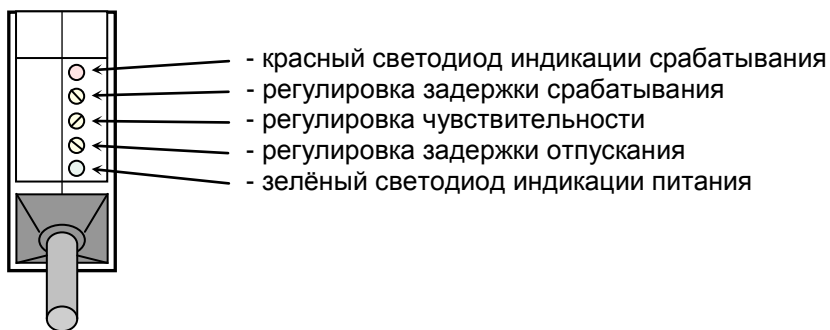 - красный светодиод индикации срабатывания
- регулировка задержки срабатывания
- регулировка чувствительности
- регулировка задержки отпускания
- зелёный светодиод индикации питания